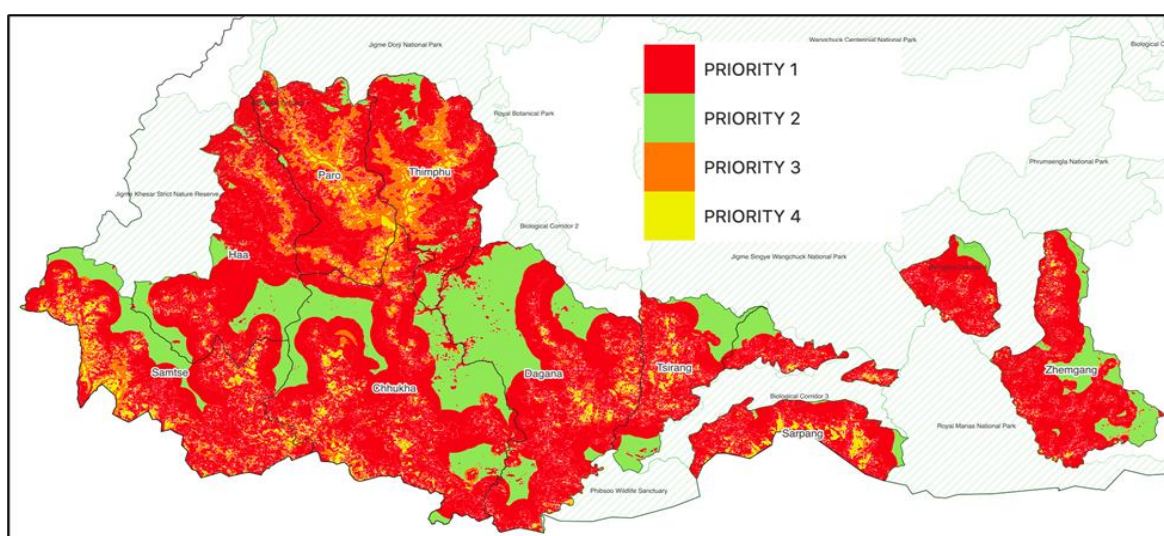 Jigme Dorji National Park
Wangchuck Centennial National Park
PRIORITY 1
PRIORITY 2
PRIORITY 3
PRIORITY 4
Royal Botanical Park
Phrumsengla National Park
Paro
Thimphu
Jigme Khesar Strict Nature Reserve
Biological Corridor 2
Haa
Jigme Singye Wangchuck National Park
Samtse
Chhukha
Dagana
Tsirang
Zhemgang
Biological Corridor 3
Sarpang
Royal Manas National Park
Phibsoo Wildlife Sanctuary